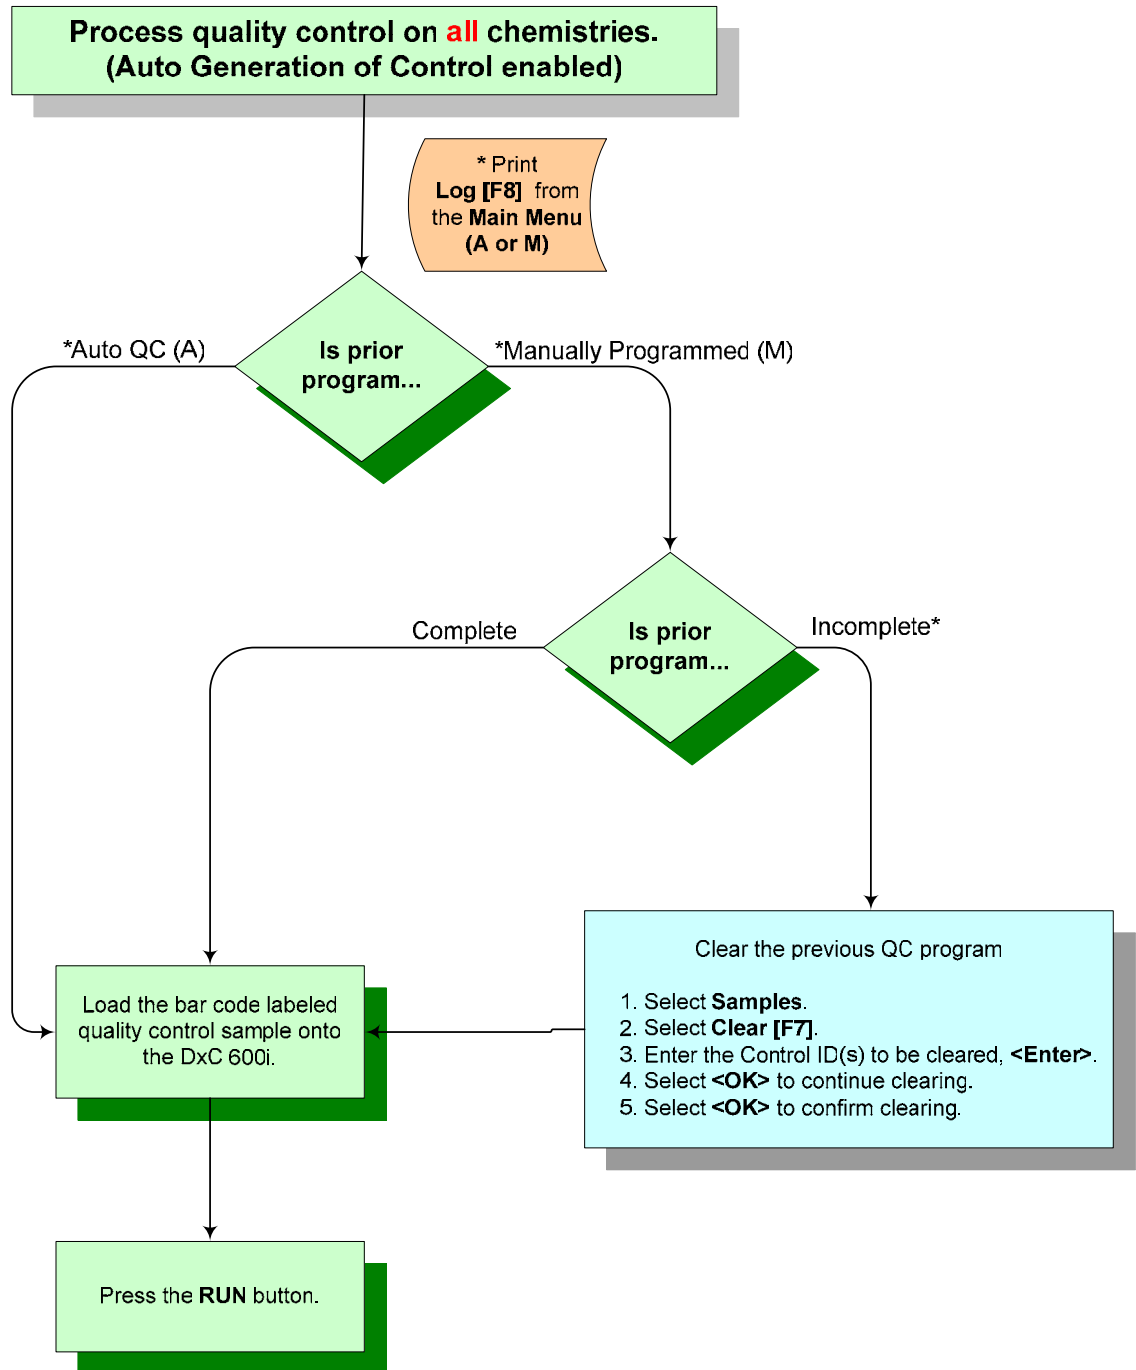 Process quality control on all chemistries.
(Auto Generation of Control enabled)
* Print
Log [F8] from
the Main Menu
(A or M)
*Auto QC (A)
Is prior
program...
*Manually Programmed (M)
Complete
Is prior
program...
Incomplete*
Clear the previous QC program
1. Select Samples.
2. Select Clear [F7].
3. Enter the Control ID(s) to be cleared, <Enter>.
4. Select <OK> to continue clearing.
5. Select <OK> to confirm clearing.
Load the bar code labeled
quality control sample onto
the DxC 600i.
Press the RUN button.